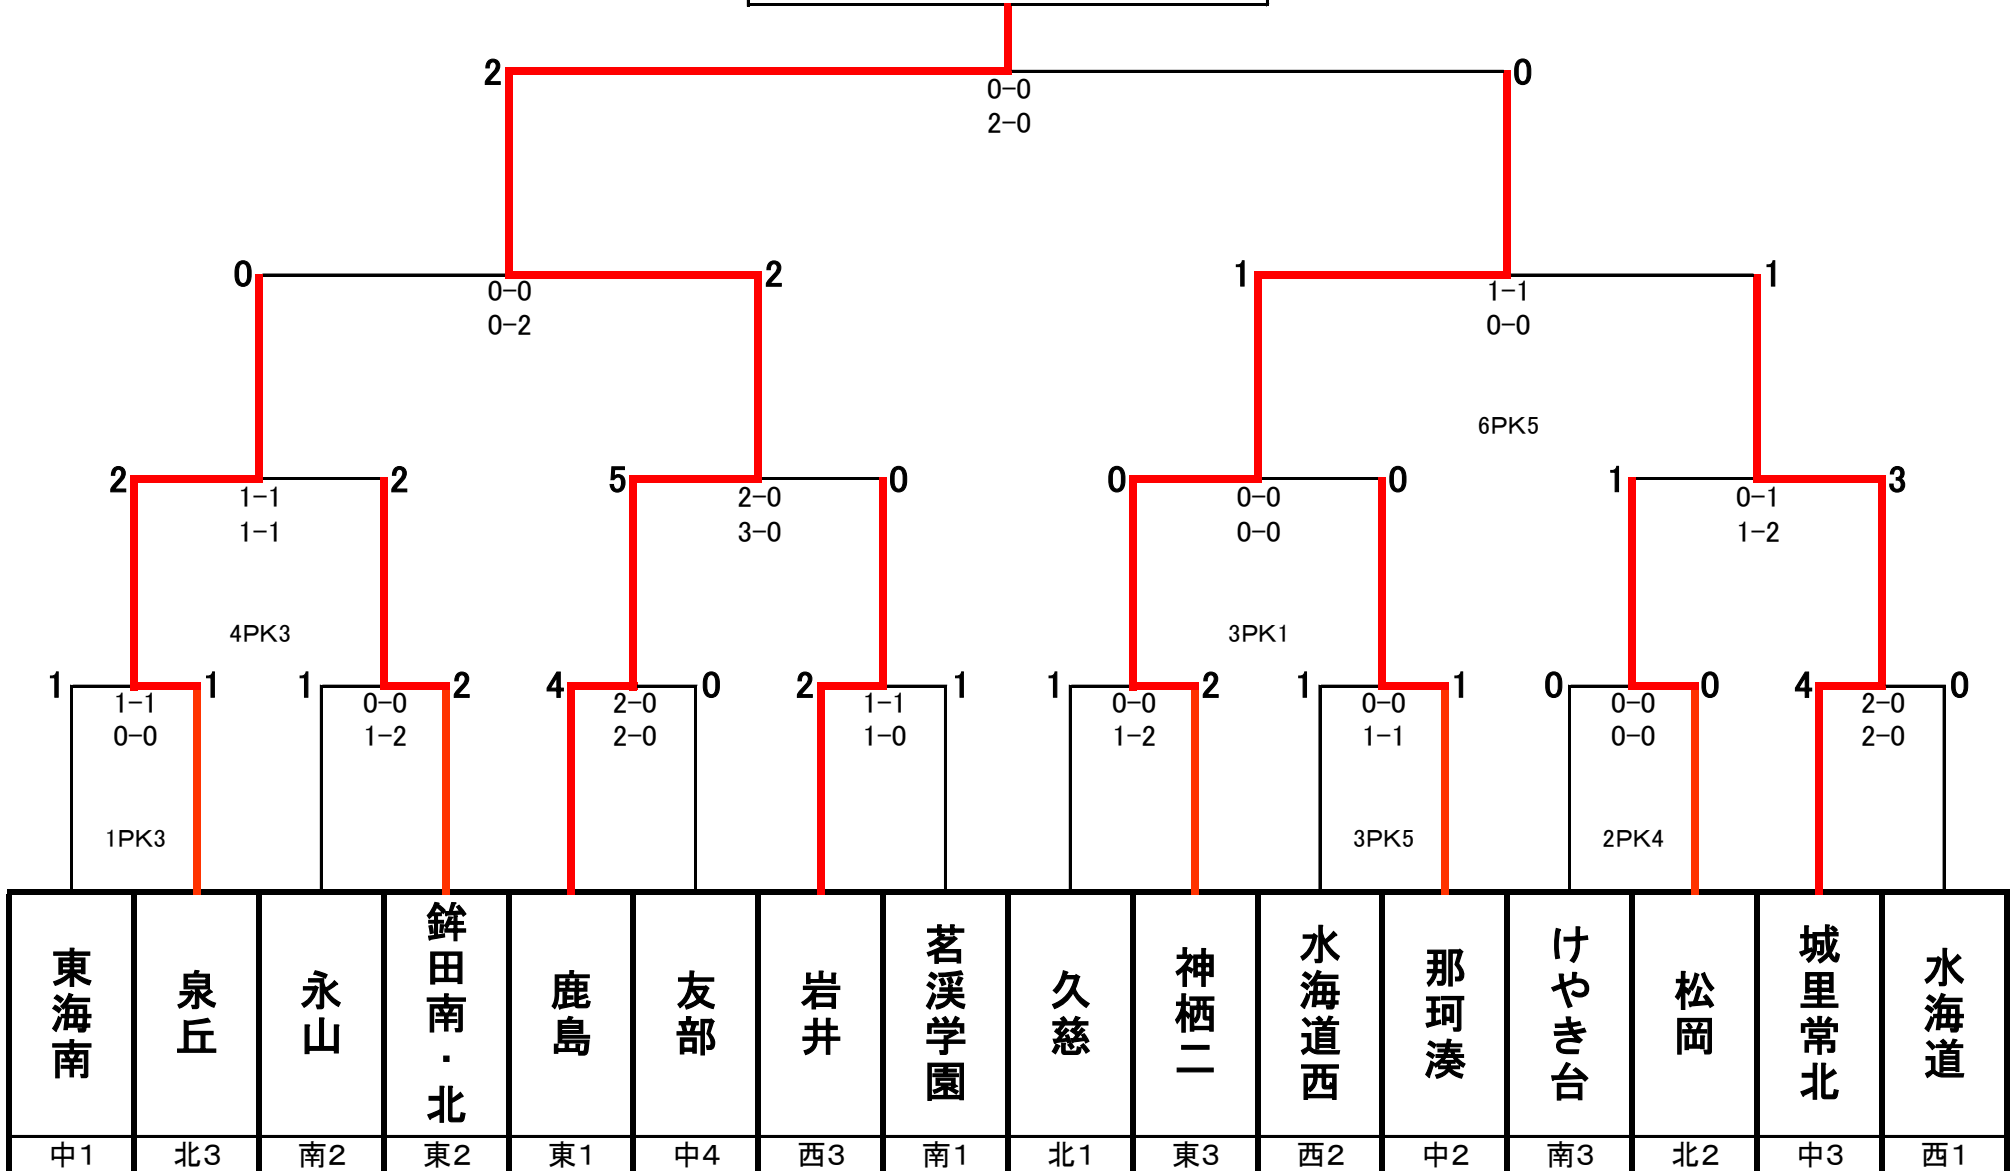 2 0
0-0
2-0
0 2 1 1
0-0 1-1
0-2 0-0
6PK5
2 2 5 0 0 0 1 3
1-1 2-0 0-0 0-1
1-1 3-0 0-0 1-2
4PK3 3PK1
1 1 1 2 4 0 2 1 1 2 1 1 0 0 4 0
1-1 0-0 2-0 1-1 0-0 0-0 0-0 2-0
0-0 1-2 2-0 1-0 1-2 1-1 0-0 2-0
1PK3 3PK5 2PK4
東海南
泉丘
永山
鉾田南・北
鹿島
友部
岩井
茗溪学園
久慈
神栖二
水海道西
那珂湊
けやき台
松岡
城里常北
水海道
中1 北3 南2 東2 東1 中4 西3 南1 北1 東3 西2 中2 南3 北2 中3 西1